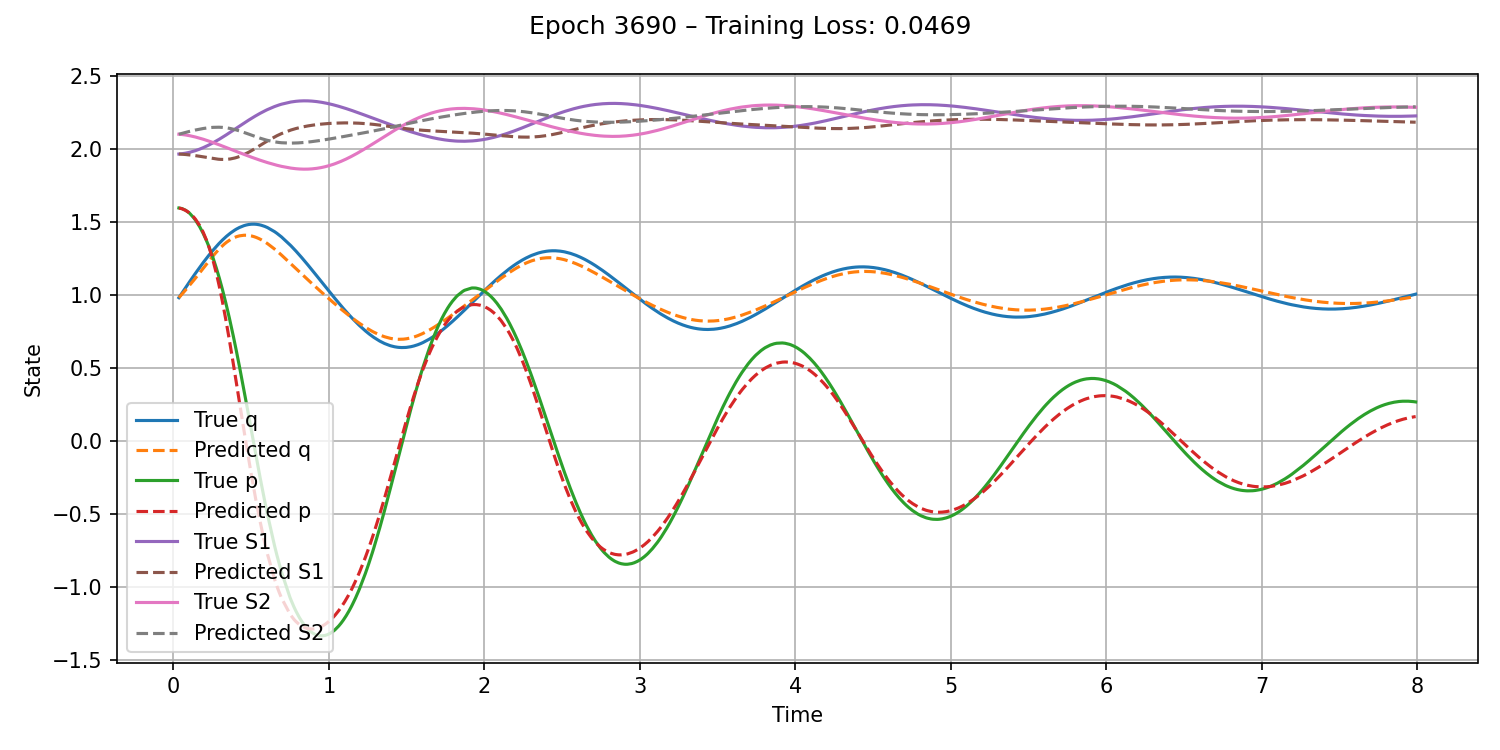 Epoch 3690 – Training Loss: 0.0469
2.5
2.0
1.5
1.0
0.5
0.0
−0.5
−1.0
−1.5
State
True q
Predicted q
True p
Predicted p
True S1
Predicted S1
True S2
Predicted S2
0 1 2 3 4 5 6 7 8
Time